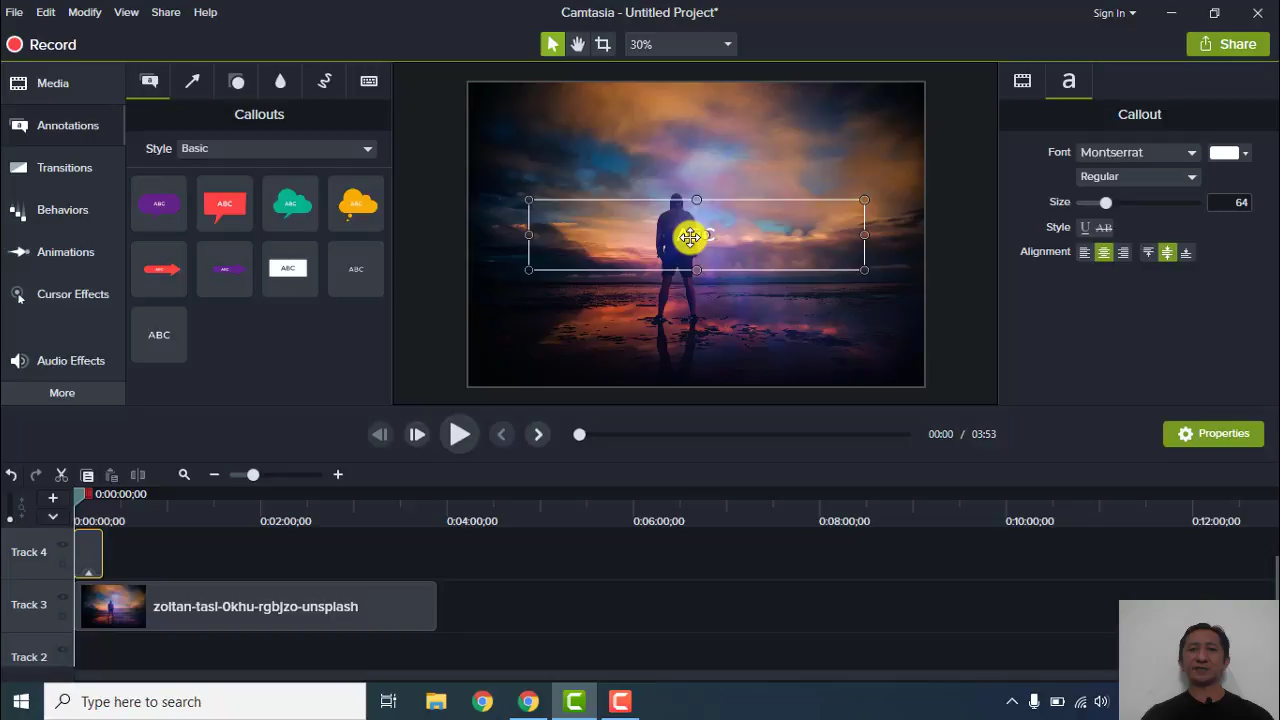 File Edit Modify View Share Help
Camtasia - Untitled Project*
Sign In
Record
30%
Share
Media
Annotations
Transitions
Behaviors
Animations
Cursor Effects
Audio Effects
More
Callouts
Style Basic
ABC ABC ABC ABC
ABC ABC ABC ABC
ABC
a
Callout
Font Montserrat
Regular
Size 64
Style U AB
Alignment
00:00 / 03:53
Properties
0:00:00;00
0:00:00;00 0:02:00;00 0:04:00;00 0:06:00;00 0:08:00;00 0:10:00;00 0:12:00;00
Track 4
Track 3 zoltan-tasi-0khu-rgbjzo-unsplash
Track 2
Type here to search